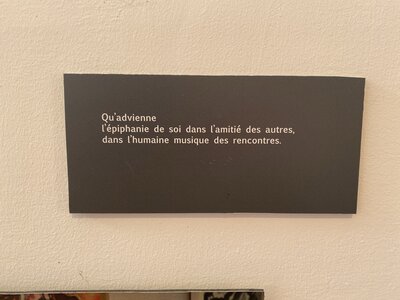 Qu'advienne
l'épiphanie de soi dans l'amitié des autres,
dans l'humaine musique des rencontres.